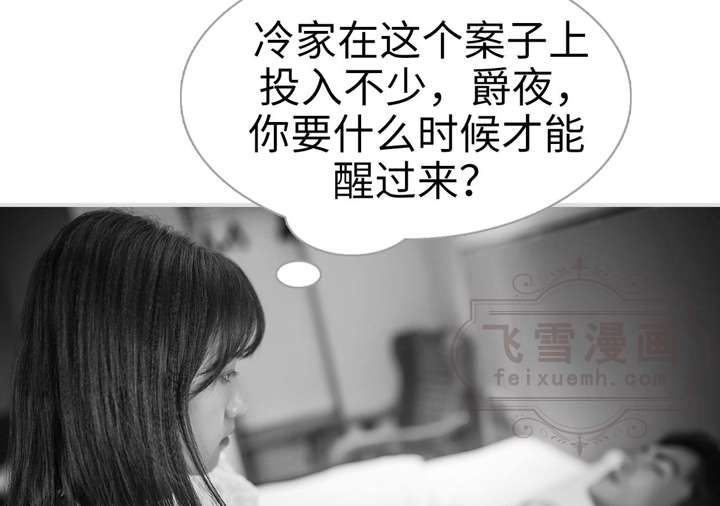 冷家在这个案子上
投入不少，爵夜，
你要什么时候才能
醒过来？
飞雪漫画
feixuemh.com